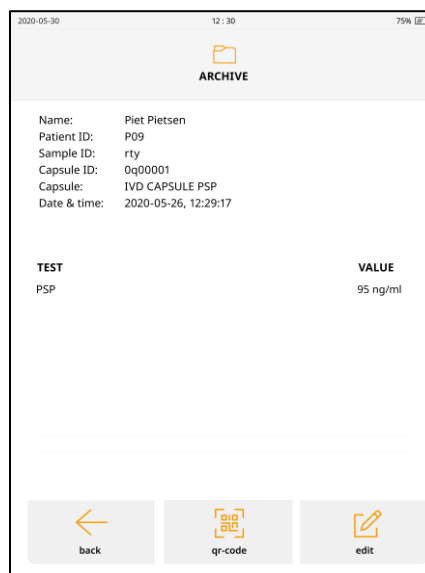 2020-05-30 12 : 30 75%
ARCHIVE
Name: Piet Pietsen
Patient ID: P09
Sample ID: rty
Capsule ID: 0q00001
Capsule: IVD CAPSULE PSP
Date & time: 2020-05-26, 12:29:17
TEST VALUE
PSP 95 ng/ml
back qr-code edit